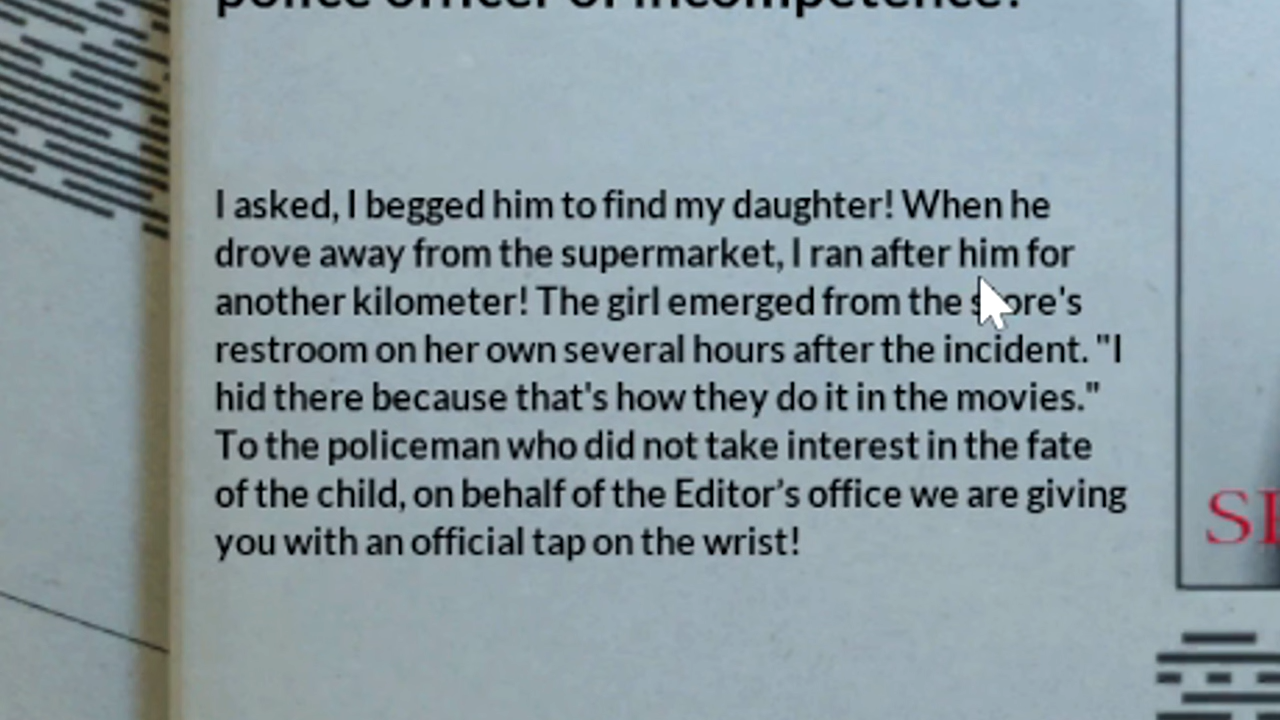 police officer of incompetence!
I asked, I begged him to find my daughter! When he
drove away from the supermarket, I ran after him for
another kilometer! The girl emerged from the store's
restroom on her own several hours after the incident. "I
hid there because that's how they do it in the movies."
To the policeman who did not take interest in the fate
of the child, on behalf of the Editor’s office we are giving
you with an official tap on the wrist!